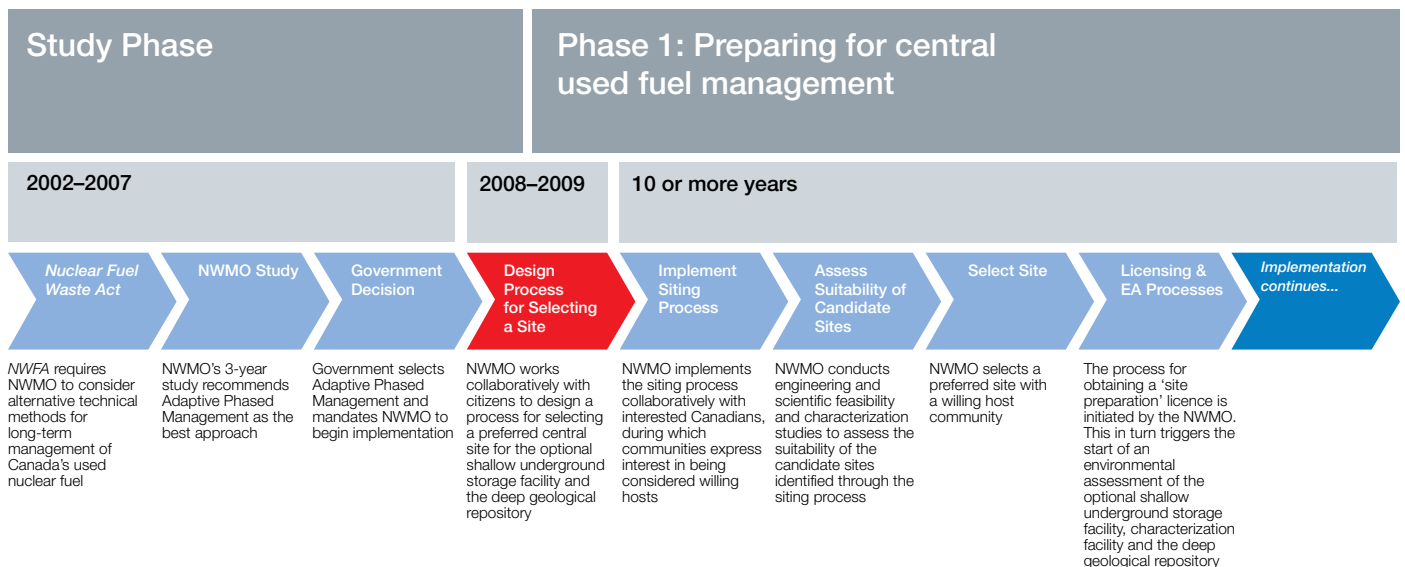 Study Phase
Phase 1: Preparing for central
used fuel management
2002–2007
2008–2009
10 or more years
Nuclear Fuel
Waste Act
NWMO Study
Government
Decision
Design
Process
for Selecting
a Site
Implement
Siting
Process
Assess
Suitability of
Candidate
Sites
Select Site
Licensing &
EA Processes
Implementation
continues...
NWFA requires
NWMO to consider
alternative technical
methods for
long-term
management of
Canada's used
nuclear fuel
NWMO's 3-year
study recommends
Adaptive Phased
Management as the
best approach
Government selects
Adaptive Phased
Management and
mandates NWMO to
begin implementation
NWMO works
collaboratively with
citizens to design a
process for selecting
a preferred central
site for the optional
shallow underground
storage facility and
the deep geological
repository
NWMO implements
the siting process
collaboratively with
interested Canadians,
during which
communities express
interest in being
considered willing
hosts
NWMO conducts
engineering and
scientific feasibility
and characterization
studies to assess the
suitability of the
candidate sites
identified through the
siting process
NWMO selects a
preferred site with
a willing host
community
The process for
obtaining a ‘site
preparation’ licence is
initiated by the NWMO.
This in turn triggers the
start of an
environmental
assessment of the
optional shallow
underground storage
facility, characterization
facility and the deep
geological repository